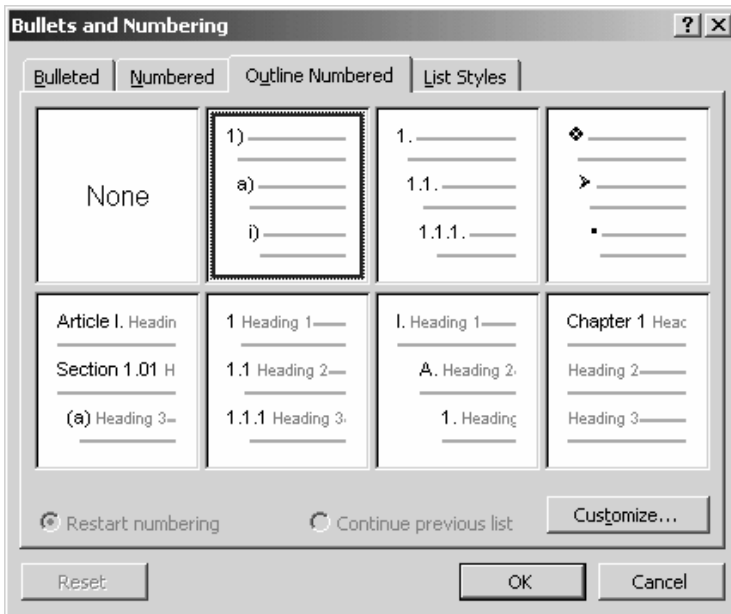 Bullets and Numbering
Bulleted Numbered Outline Numbered List Styles
None
1)
a)
i)
1.
1.1.
1.1.1.
Article I. Headin
Section 1.01 H
(a) Heading 3
1 Heading 1
1.1 Heading 2
1.1.1 Heading 3
I. Heading 1
A. Heading 2
1. Heading
Chapter 1 Head
Heading 2
Heading 3
Restart numbering Continue previous list Customize...
Reset OK Cancel